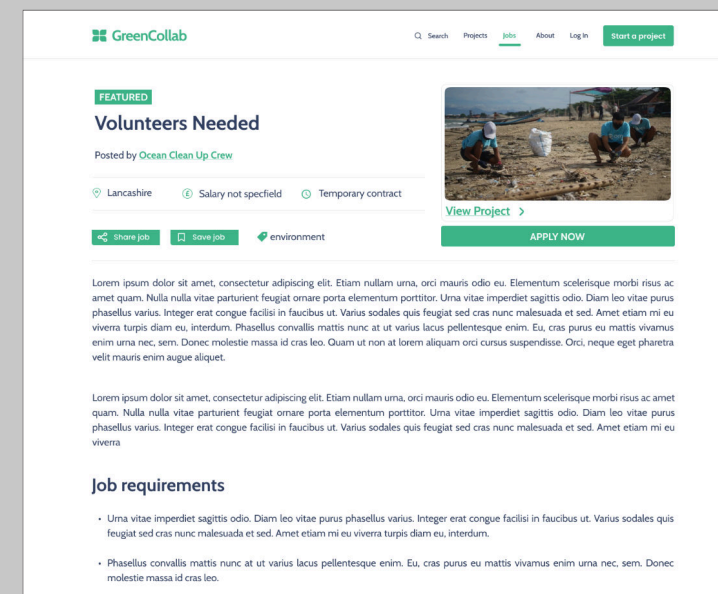 GreenCollab
Search Projects Jobs About Log In Start a project
FEATURED
Volunteers Needed
Posted by Ocean Clean Up Crew
Lancashire Salary not specfield Temporary contract
Share job Save job environment
View Project
APPLY NOW
Lorem ipsum dolor sit amet, consectetur adipiscing elit. Etiam nullam urna, orci mauris odio eu. Elementum scelerisque morbi risus ac
amet quam. Nulla nulla vitae parturient feugiat ornare porta elementum porttitor. Urna vitae imperdiet sagittis odio. Diam leo vitae purus
phasellus varius. Integer erat congue facilisi in faucibus ut. Varius sodales quis feugiat sed cras nunc malesuada et sed. Amet etiam mi eu
viverra turpis diam eu, interdum. Phasellus convallis mattis nunc at ut varius lacus pellentesque enim. Eu, cras purus eu mattis vivamus
enim urna nec, sem. Donec molestie massa id cras leo. Quam ut non at lorem aliquam orci cursus suspendisse. Orci, neque eget pharetra
velit mauris enim augue aliquet.
Lorem ipsum dolor sit amet, consectetur adipiscing elit. Etiam nullam urna, orci mauris odio eu. Elementum scelerisque morbi risus ac amet
quam. Nulla nulla vitae parturient feugiat ornare porta elementum porttitor. Urna vitae imperdiet sagittis odio. Diam leo vitae purus
phasellus varius. Integer erat congue facilisi in faucibus ut. Varius sodales quis feugiat sed cras nunc malesuada et sed. Amet etiam mi eu
viverra
Job requirements
• Urna vitae imperdiet sagittis odio. Diam leo vitae purus phasellus varius. Integer erat congue facilisi in faucibus ut. Varius sodales quis
feugiat sed cras nunc malesuada et sed. Amet etiam mi eu viverra turpis diam eu, interdum.
• Phasellus convallis mattis nunc at ut varius lacus pellentesque enim. Eu, cras purus eu mattis vivamus enim urna nec, sem. Donec
molestie massa id cras leo.